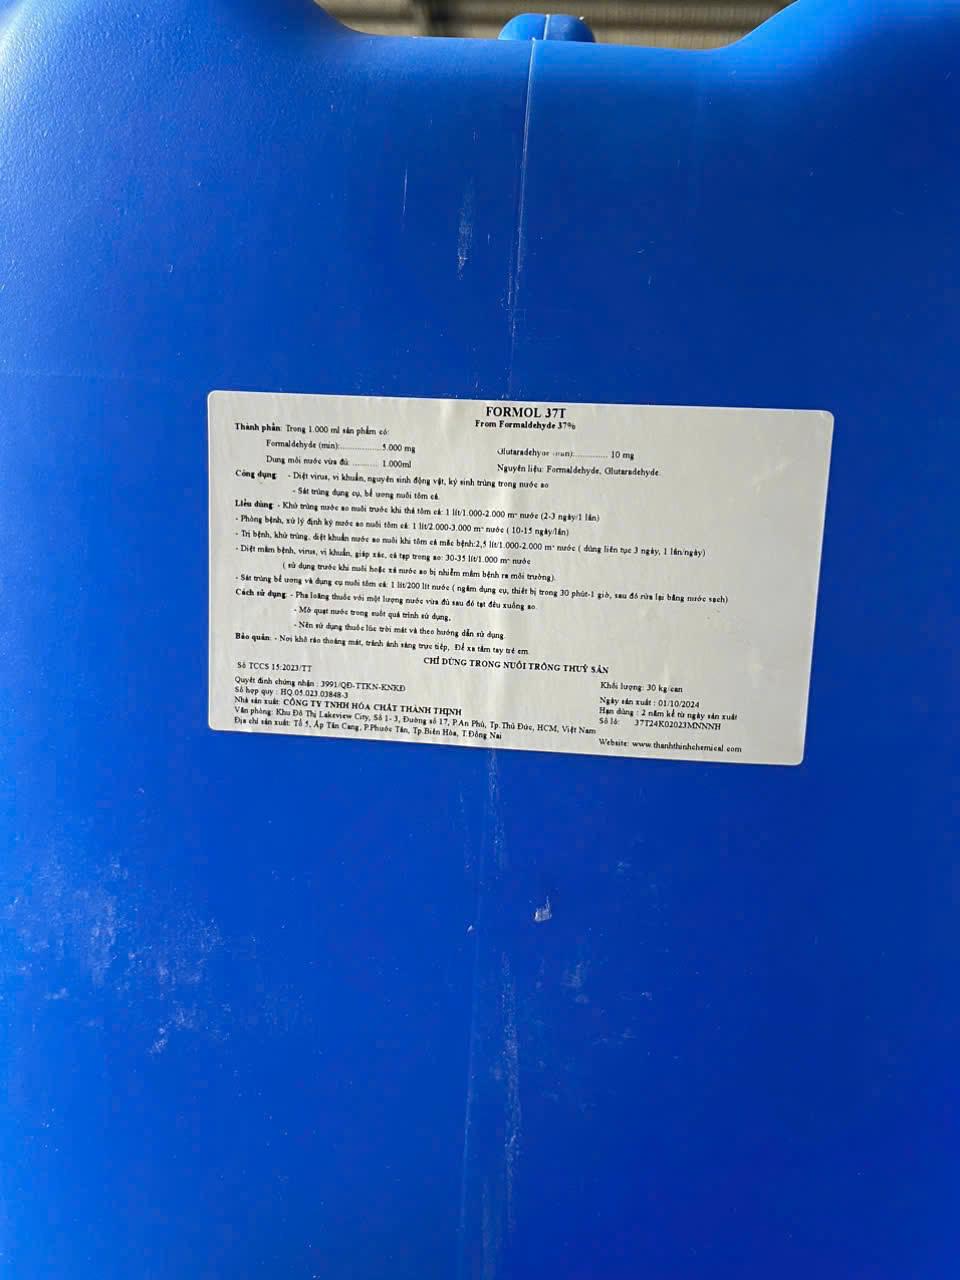 FORMOL 37T
From Formaldehyde 37%
Thành phần: Trong 1.000 ml sản phẩm có:
Formaldehyde (min):..................5.000 mg
Glutaradehyde (min):.............. 10 mg
Dung môi nước vừa đủ: ........... 1.000ml
Nguyên liệu: Formaldehyde, Glutaradehyde.
Công dụng: - Diệt virus, vi khuẩn, nguyên sinh động vật, ký sinh trùng trong nước ao
- Sát trùng dụng cụ, bể ương nuôi tôm cá.
Liều dùng: - Khử trùng nước ao nuôi trước khi thả tôm cá: 1 lít/1.000-2.000 m³ nước (2-3 ngày/1 lần)
- Phòng bệnh, xử lý định kỳ nước ao nuôi tôm cá: 1 lít/2.000-3.000 m³ nước ( 10-15 ngày/lần)
- Trị bệnh, khử trùng, diệt khuẩn nước ao nuôi khi tôm cá mắc bệnh:2,5 lít/1.000-2.000 m³ nước ( dùng liên tục 3 ngày, 1 lần/ngày)
- Diệt mầm bệnh, virus, vi khuẩn, giáp xác, cá tạp trong ao: 30-35 lít/1.000 m³ nước
( sử dụng trước khi nuôi hoặc xả nước ao bị nhiễm mầm bệnh ra môi trường).
- Sát trùng bể ương và dụng cụ nuôi tôm cá: 1 lít/200 lít nước ( ngâm dụng cụ, thiết bị trong 30 phút-1 giờ, sau đó rửa lại bằng nước sạch)
Cách sử dụng: - Pha loãng thuốc với một lượng nước vừa đủ sau đó tạt đều xuống ao.
- Mở quạt nước trong suốt quá trình sử dụng,
- Nên sử dụng thuốc lúc trời mát và theo hướng dẫn sử dụng.
Bảo quản: - Nơi khô ráo thoáng mát, tránh ánh sáng trực tiếp, Để xa tầm tay trẻ em.
CHỈ DÙNG TRONG NUÔI TRỒNG THUỶ SẢN
Số TCCS 15:2023/TT
Quyết định chứng nhận : 3991/QĐ-TTKN-KNKĐ
Số hợp quy : HQ.05.023.03848-3
Nhà sản xuất: CÔNG TY TNHH HÓA CHẤT THÀNH THỊNH
Văn phòng: Khu Đô Thị Lakeview City, Số 1- 3, Đường số 17, P.An Phú, Tp.Thủ Đức, HCM, Việt Nam
Địa chỉ sản xuất: Tổ 5, Ấp Tân Cang, P.Phước Tân, Tp.Biên Hòa, T.Đồng Nai
Khối lượng: 30 kg/can
Ngày sản xuất : 01/10/2024
Hạn dùng : 2 năm kể từ ngày sản xuất
Số lô: 37T24K02023MNNNH
Website: www.thanhthinhchemical.com